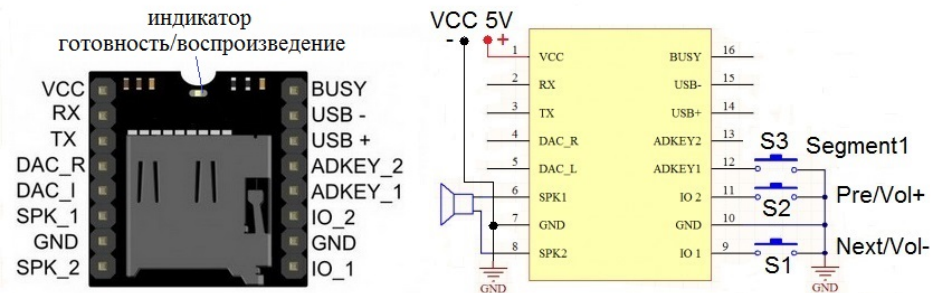 индикатор
готовность/воспроизведение
VCC
RX
TX
DAC_R
DAC_I
SPK_1
GND
SPK_2
BUSY
USB -
USB +
ADKEY_2
ADKEY_1
IO_2
GND
IO_1
VCC 5V
- +
1 VCC BUSY 16
2 RX USB- 15
3 TX USB+ 14
4 DAC_R ADKEY2 13
5 DAC_L ADKEY1 12
6 SPK1 IO 2 11
7 GND GND 10
8 SPK2 IO 1 9
S3 Segment1
S2 Pre/Vol+
S1 Next/Vol-
GND
GND